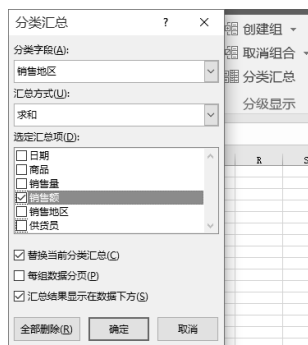 分类汇总 ? ×
创建组
分类字段(A):
取消组合
销售地区
分类汇总
汇总方式(U):
求和
分级显示
选定汇总项(D):
日期
商品
销售量
销售额
销售地区
供货员
R S
替换当前分类汇总(C)
每组数据分页(P)
汇总结果显示在数据下方(S)
全部删除(R) 确定 取消